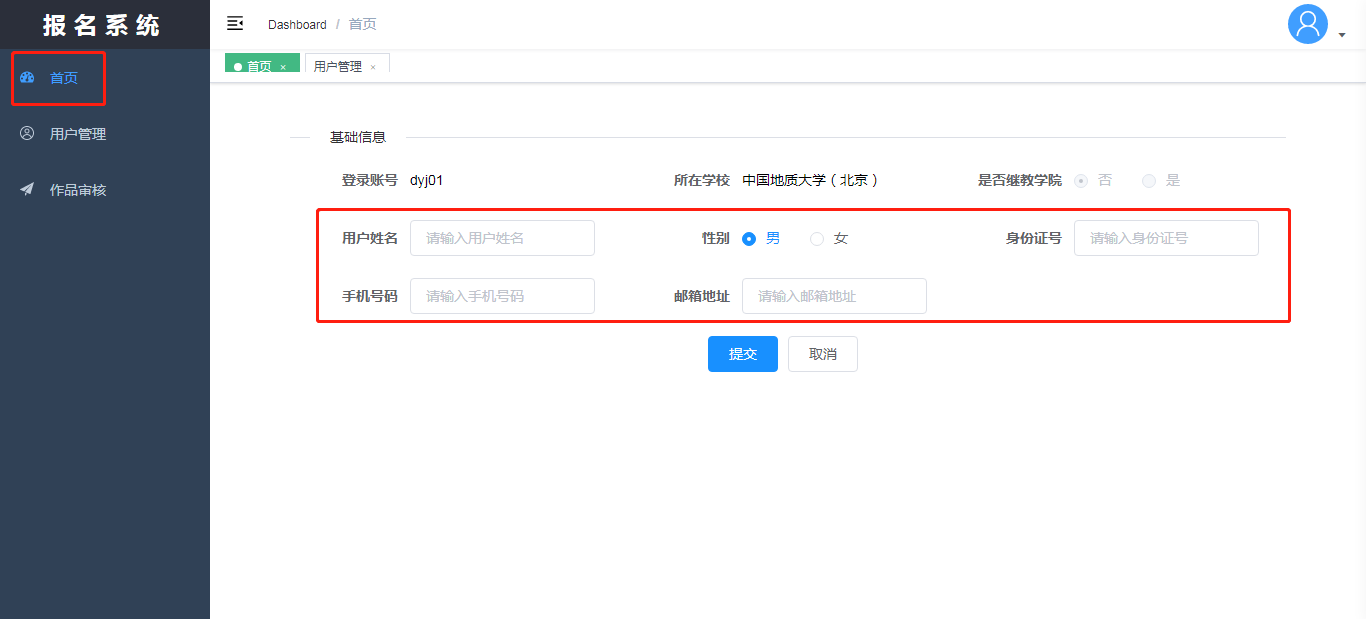 报名系统
Dashboard / 首页
首页 ×
用户管理 ×
首页
用户管理
作品审核
基础信息
登录账号 dyj01 所在学校 中国地质大学（北京） 是否继教学院 否 是
用户姓名 请输入用户姓名 性别 男 女 身份证号 请输入身份证号
手机号码 请输入手机号码 邮箱地址 请输入邮箱地址
提交 取消